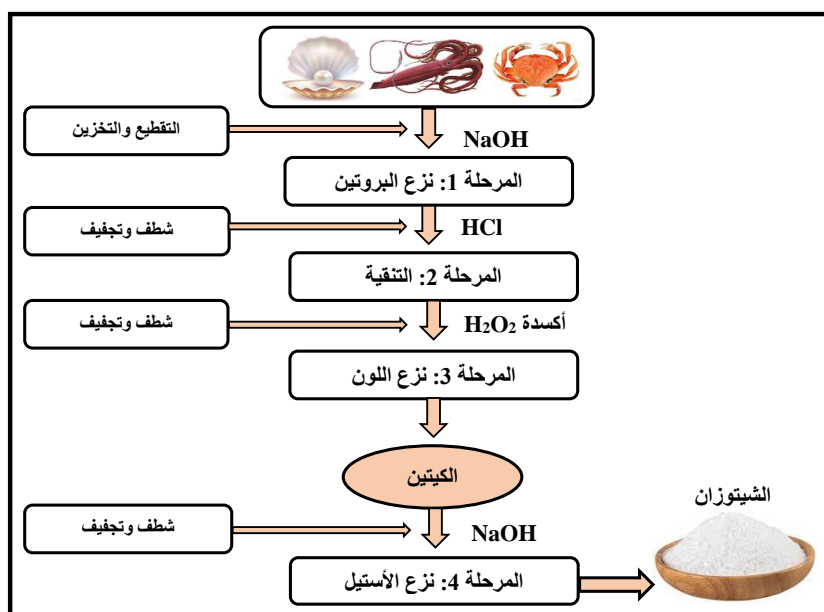 التقطيع والتخزين
NaOH
المرحلة 1: نزع البروتين
شطف وتجفيف
HCl
المرحلة 2: التنقية
شطف وتجفيف
أكسدة H₂O₂
المرحلة 3: نزع اللون
الكيتين
الشيتوزان
شطف وتجفيف
NaOH
المرحلة 4: نزع الأستيل